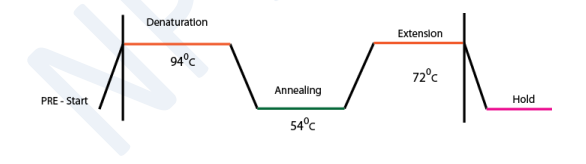 Denaturation
Extension
94⁰c
72⁰c
Annealing
PRE - Start
Hold
54⁰c